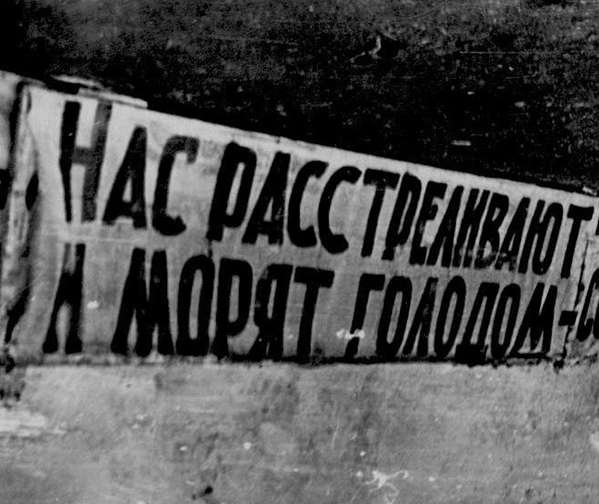 Нас расстреливают
и морят голодом-